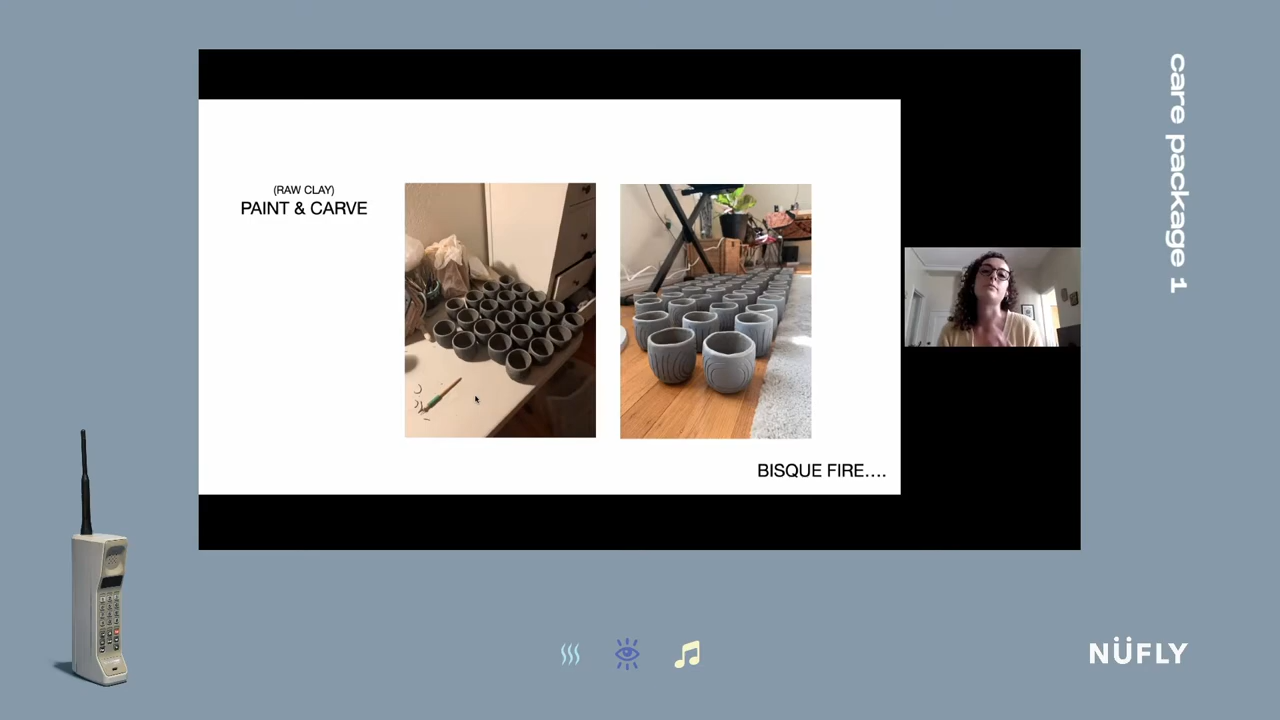 (RAW CLAY)
PAINT & CARVE
BISQUE FIRE....
care package 1
NÜFLY